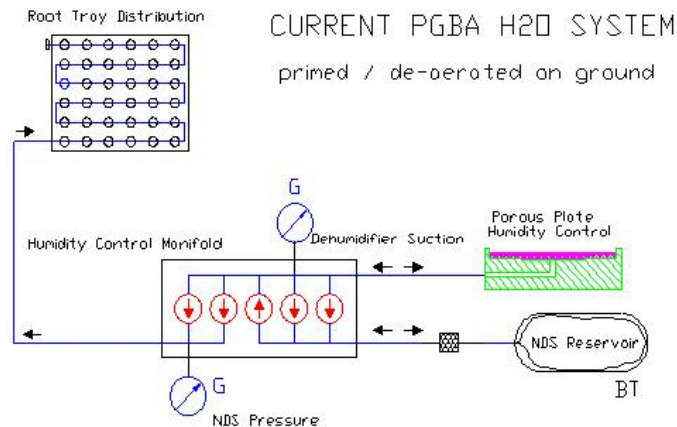 Root Tray Distribution
CURRENT PGBA H2O SYSTEM
primed / de-aerated on ground
G
Humidity Control Manifold
Dehumidifier Suction
Porous Plate
Humidity Control
NDS Reservoir
BT
G
NDS Pressure